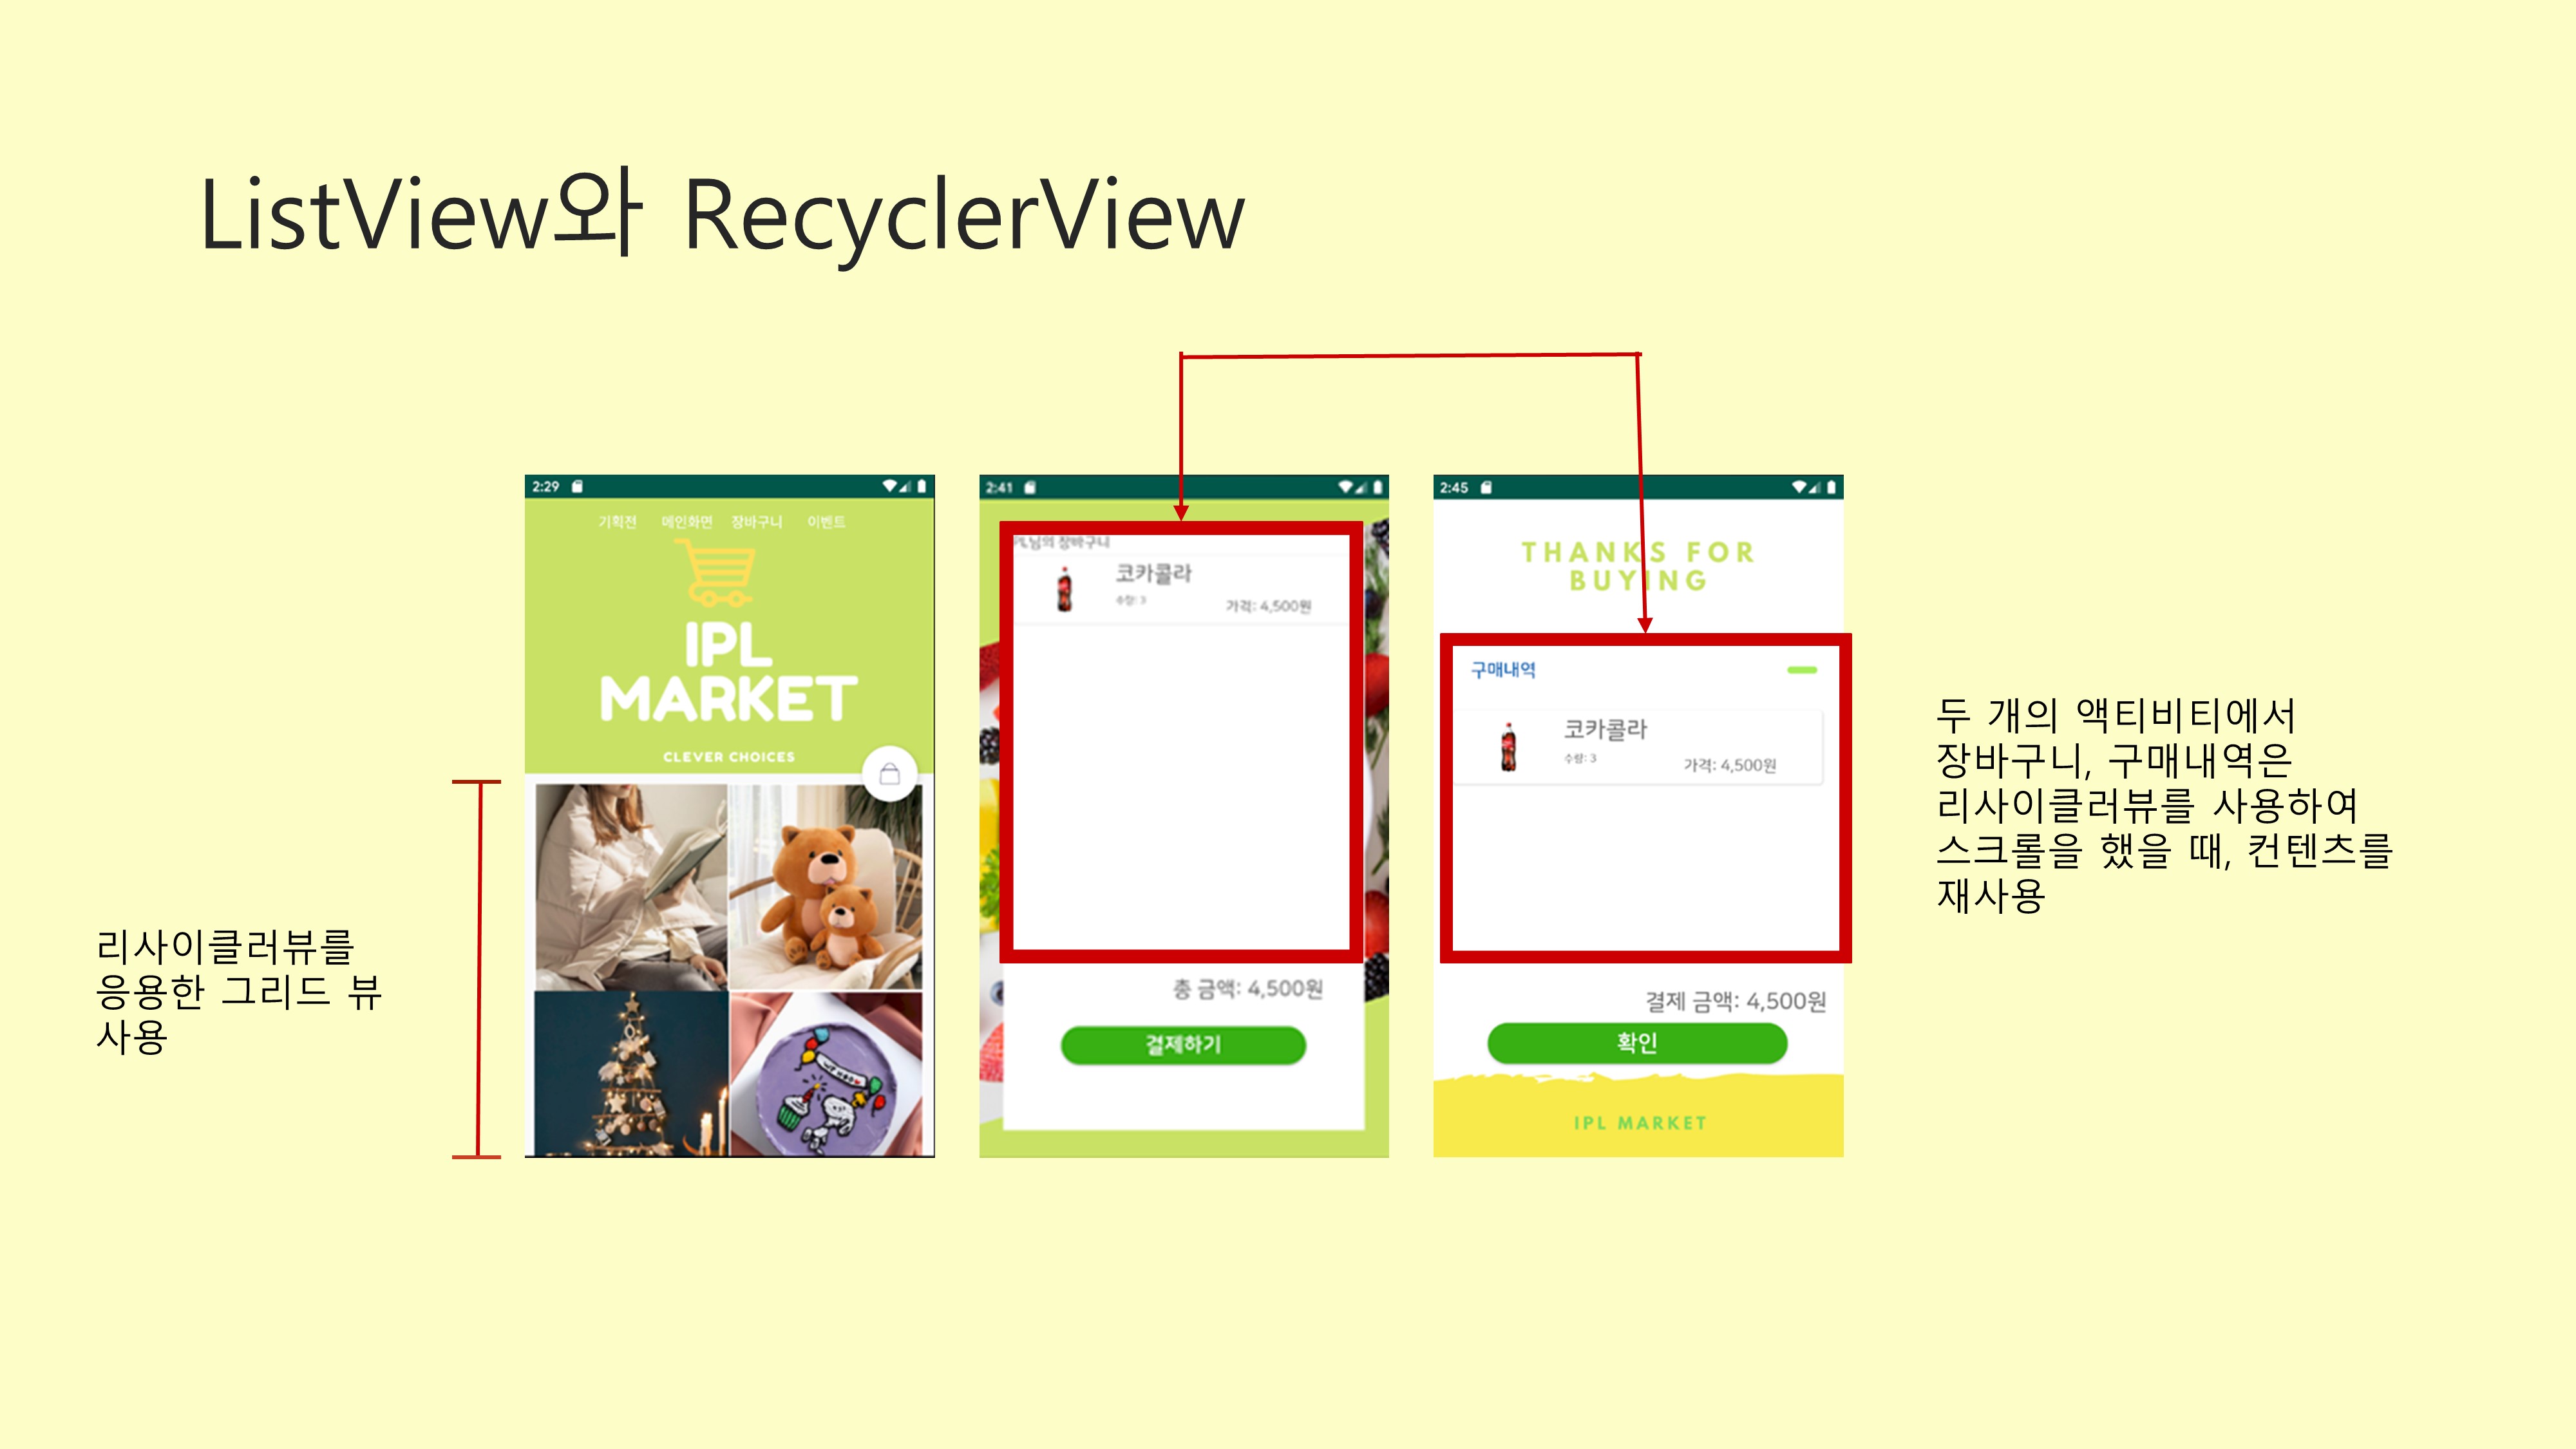 ListView와 RecyclerView
2:29
기획전 메인화면 장바구니 이벤트
IPL
MARKET
CLEVER CHOICES
리사이클러뷰를
응용한 그리드 뷰
사용
2:41
님의 장바구니
코카콜라
수량: 3
가격: 4,500원
총 금액: 4,500원
결제하기
2:45
THANKS FOR
BUYING
구매내역
코카콜라
수량: 3
가격: 4,500원
결제 금액: 4,500원
확인
IPL MARKET
두 개의 액티비티에서
장바구니, 구매내역은
리사이클러뷰를 사용하여
스크롤을 했을 때, 컨텐츠를
재사용